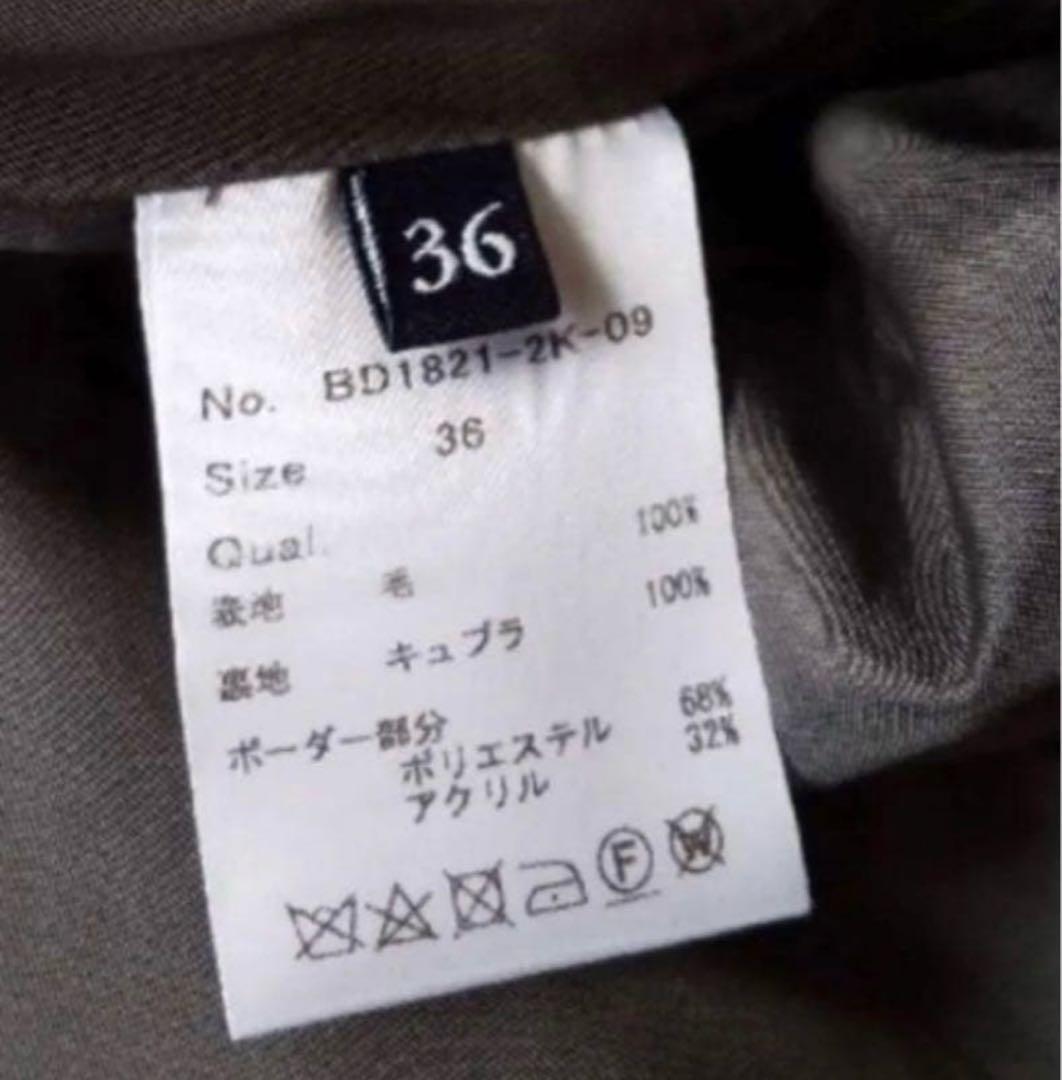 36
No. BD1821-2K-09
Size 36
Qual.
表地 毛 100%
裏地 キュプラ 100%
ボーダー部分
ポリエステル 68%
アクリル 32%
F W